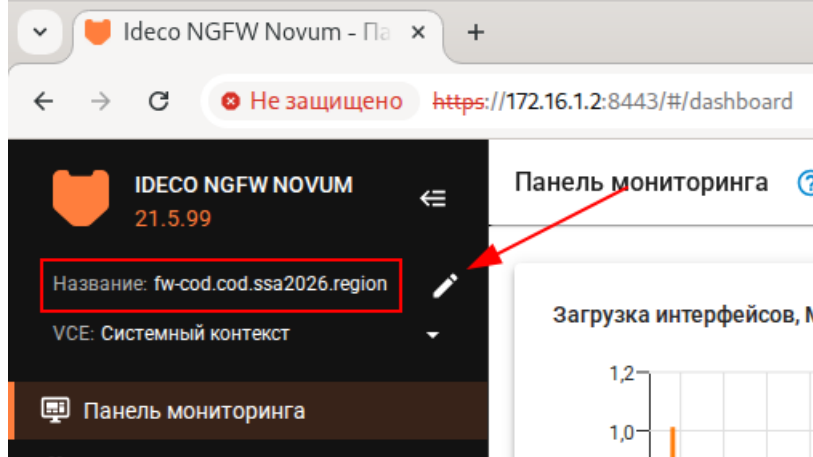 Ideco NGFW Novum – Па
Не защищено https://172.16.1.2:8443/#/dashboard
IDECO NGFW NOVUM
21.5.99
Панель мониторинга
Название: fw-cod.cod.ssa2026.region
VCE: Системный контекст
Загрузка интерфейсов, М
1,2
1,0
Панель мониторинга